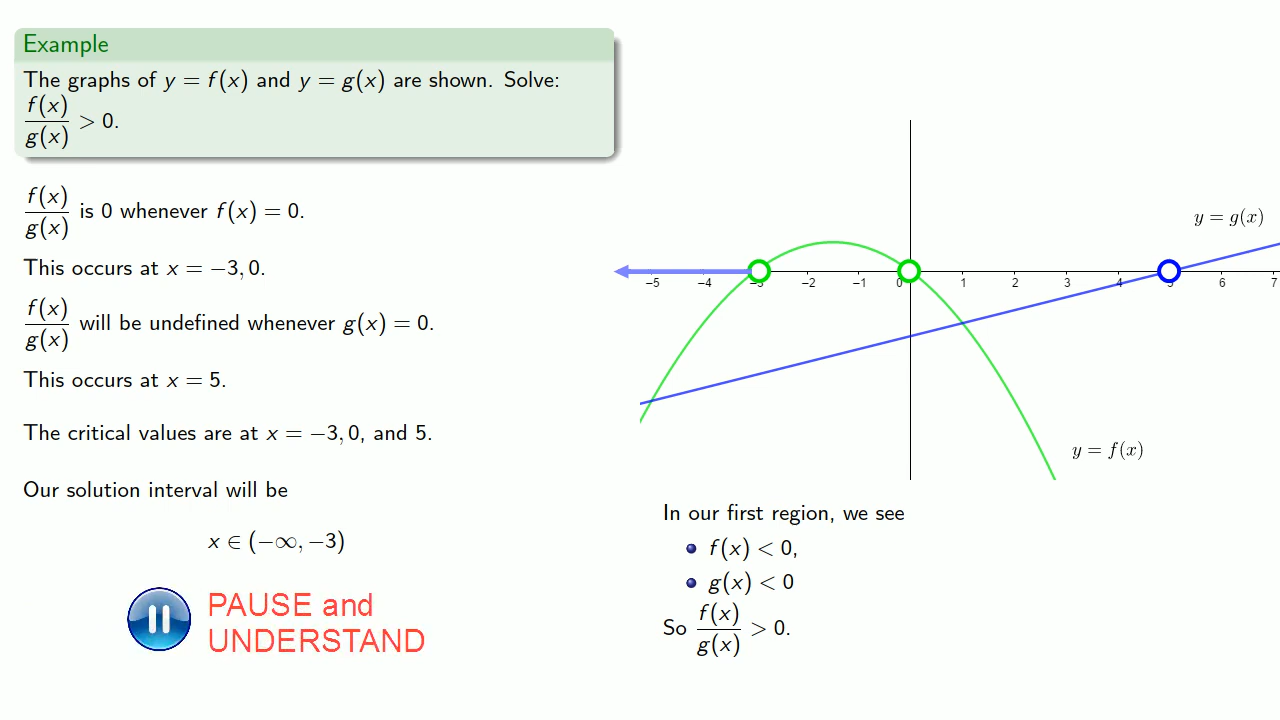 Example
The graphs of y = f(x) and y = g(x) are shown. Solve:
f(x)/g(x) > 0.
f(x)/g(x) is 0 whenever f(x) = 0.
This occurs at x = −3, 0.
f(x)/g(x) will be undefined whenever g(x) = 0.
This occurs at x = 5.
The critical values are at x = −3, 0, and 5.
Our solution interval will be
x ∈ (−∞, −3)
PAUSE and
UNDERSTAND
y = g(x)
−5 −4 −3 −2 −1 0 1 2 3 4 5 6 7
y = f(x)
In our first region, we see
f(x) < 0,
g(x) < 0
So f(x)/g(x) > 0.